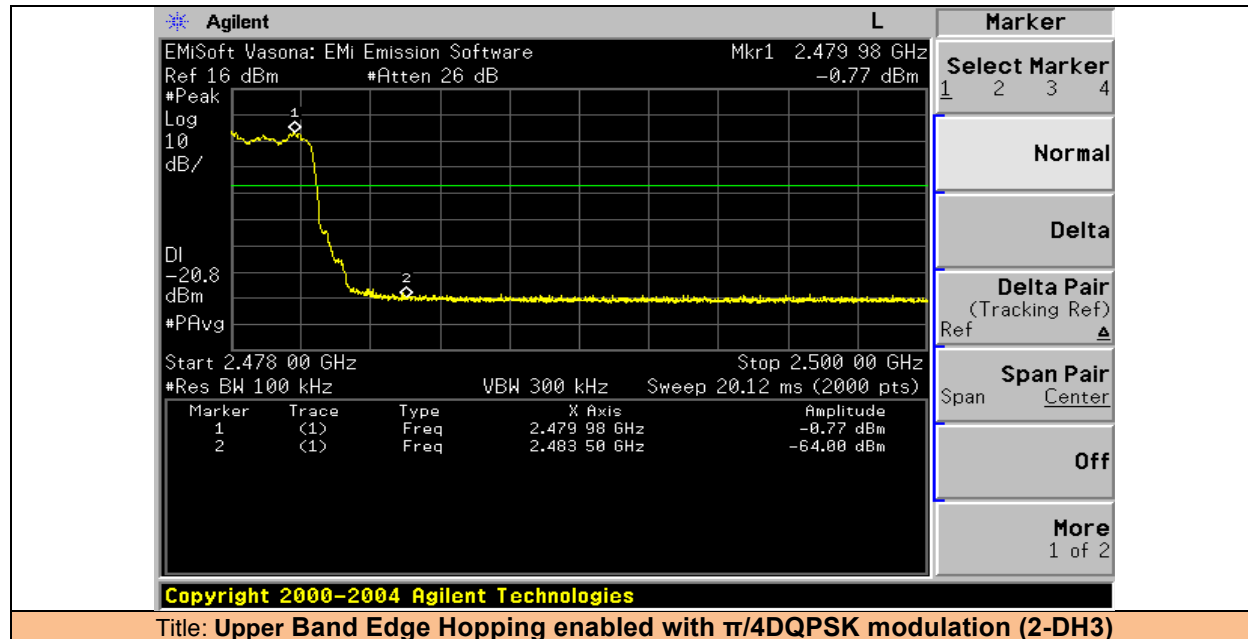 Agilent L Marker
EMiSoft Vasona: EMi Emission Software Mkr1 2.479 98 GHz
Ref 16 dBm #Atten 26 dB -0.77 dBm
#Peak
Log
10
dB/
1
2
DI
-20.8
dBm
#PAvg
Start 2.478 00 GHz Stop 2.500 00 GHz
#Res BW 100 kHz VBW 300 kHz Sweep 20.12 ms (2000 pts)
Marker Trace Type X Axis Amplitude
1 (1) Freq 2.479 98 GHz -0.77 dBm
2 (1) Freq 2.483 50 GHz -64.00 dBm
Select Marker
1 2 3 4
Normal
Delta
Delta Pair
(Tracking Ref)
Ref Δ
Span Pair
Span Center
Off
More
1 of 2
Copyright 2000-2004 Agilent Technologies
Title: Upper Band Edge Hopping enabled with π/4DQPSK modulation (2-DH3)